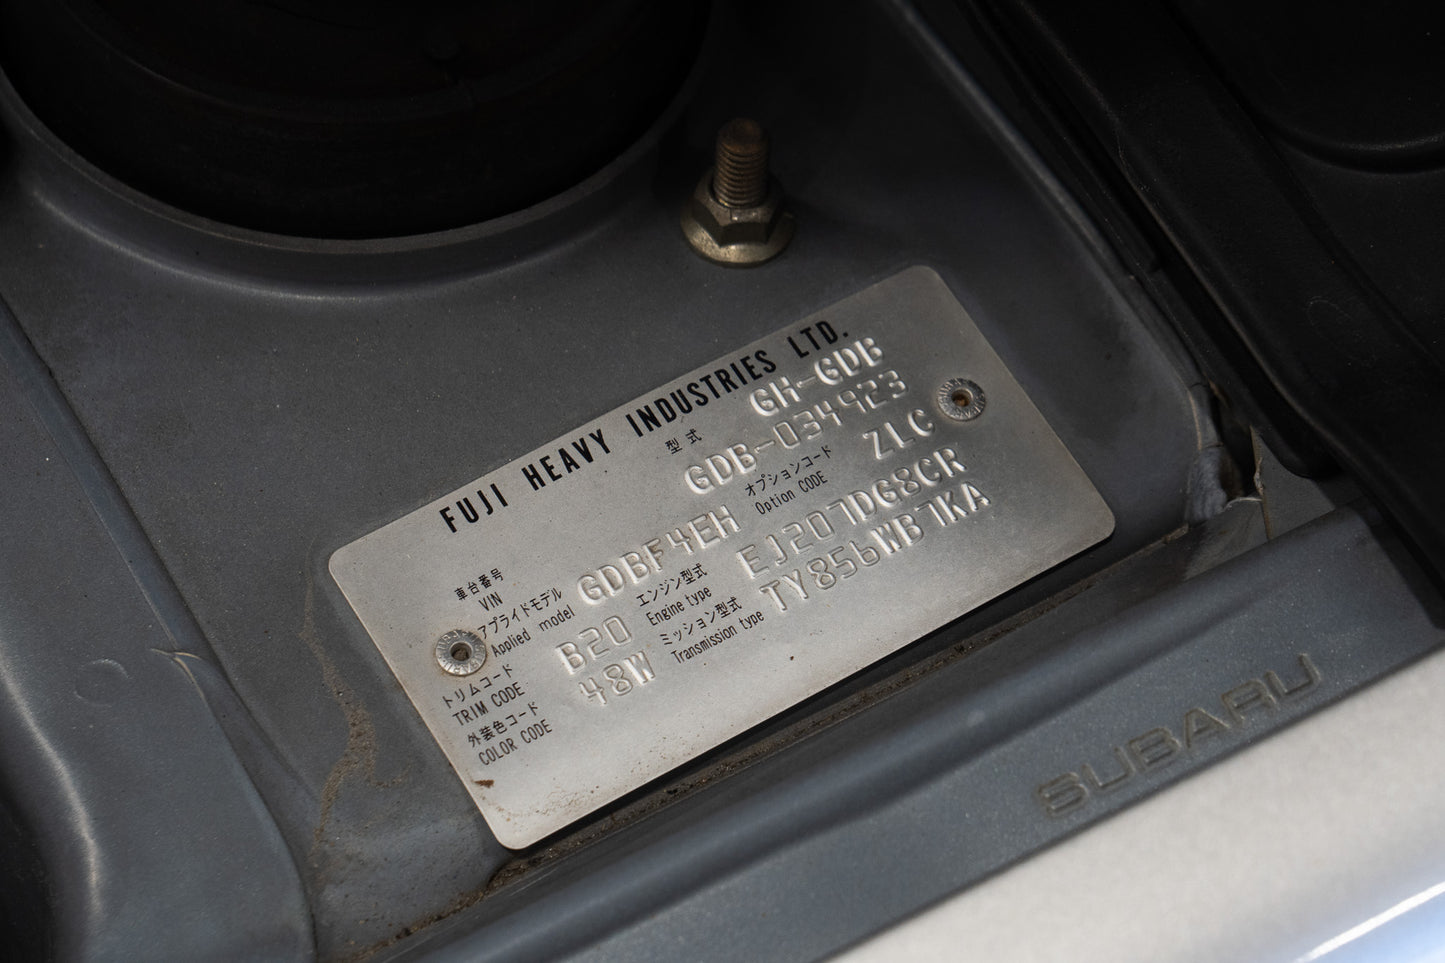 FUJI HEAVY INDUSTRIES LTD.
型式 GH-GDB
車台番号 GDB-034923
VIN
アプライドモデル GDBF4EH オプションコード ZLC
Applied model Option CODE
トリムコード B20 エンジン型式 EJ207DG8CR
TRIM CODE Engine type
外装色コード 48W ミッション型式 TY856WB7KA
COLOR CODE Transmission type
SUBARU